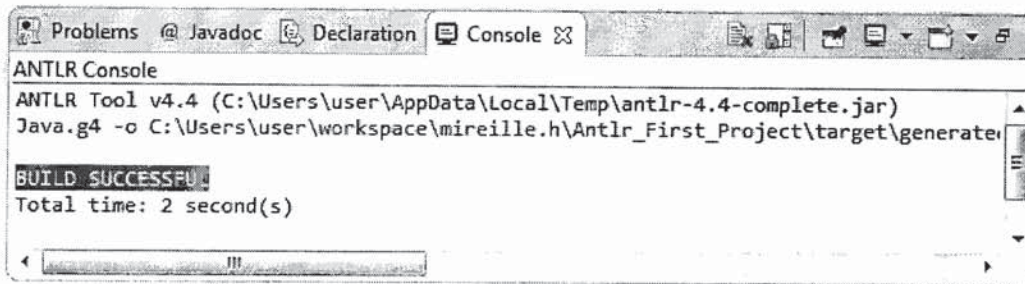 Problems @ Javadoc Declaration Console
ANTLR Console
ANTLR Tool v4.4 (C:\Users\user\AppData\Local\Temp\antlr-4.4-complete.jar)
Java.g4 -o C:\Users\user\workspace\mireille.h\Antlr_First_Project\target\generate
BUILD SUCCESSFU
Total time: 2 second(s)